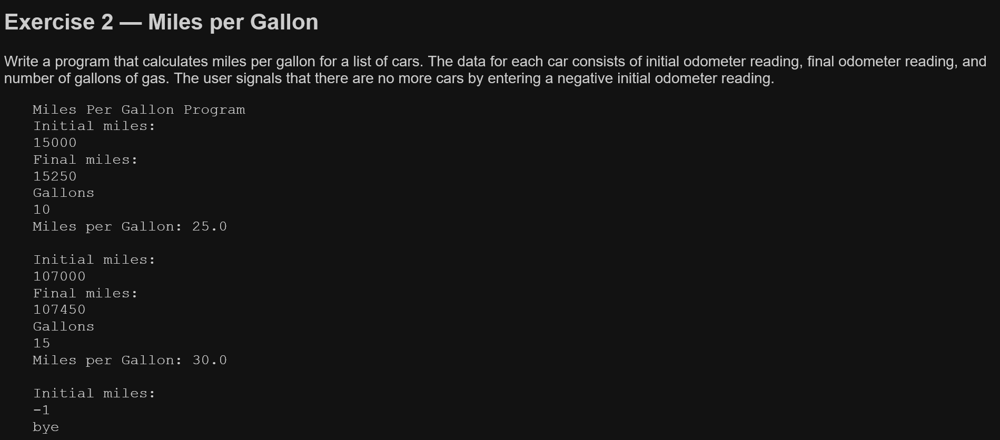 Exercise 2 — Miles per Gallon
Write a program that calculates miles per gallon for a list of cars. The data for each car consists of initial odometer reading, final odometer reading, and
number of gallons of gas. The user signals that there are no more cars by entering a negative initial odometer reading.
Miles Per Gallon Program
Initial miles:
15000
Final miles:
15250
Gallons
10
Miles per Gallon: 25.0
Initial miles:
107000
Final miles:
107450
Gallons
15
Miles per Gallon: 30.0
Initial miles:
-1
bye